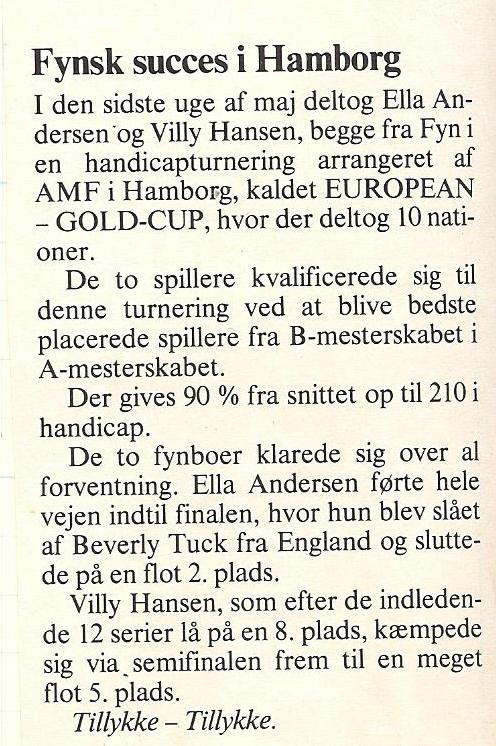 Fynsk succes i Hamborg
I den sidste uge af maj deltog Ella An-
dersen og Villy Hansen, begge fra Fyn i
en handicapturnering arrangeret af
AMF i Hamborg, kaldet EUROPEAN
– GOLD-CUP, hvor der deltog 10 nati-
oner.
De to spillere kvalificerede sig til
denne turnering ved at blive bedste
placerede spillere fra B-mesterskabet i
A-mesterskabet.
Der gives 90 % fra snittet op til 210 i
handicap.
De to fynboer klarede sig over al
forventning. Ella Andersen førte hele
vejen indtil finalen, hvor hun blev slået
af Beverly Tuck fra England og slutte-
de på en flot 2. plads.
Villy Hansen, som efter de indleden-
de 12 serier lå på en 8. plads, kæmpede
sig via semifinalen frem til en meget
flot 5. plads.
Tillykke – Tillykke.